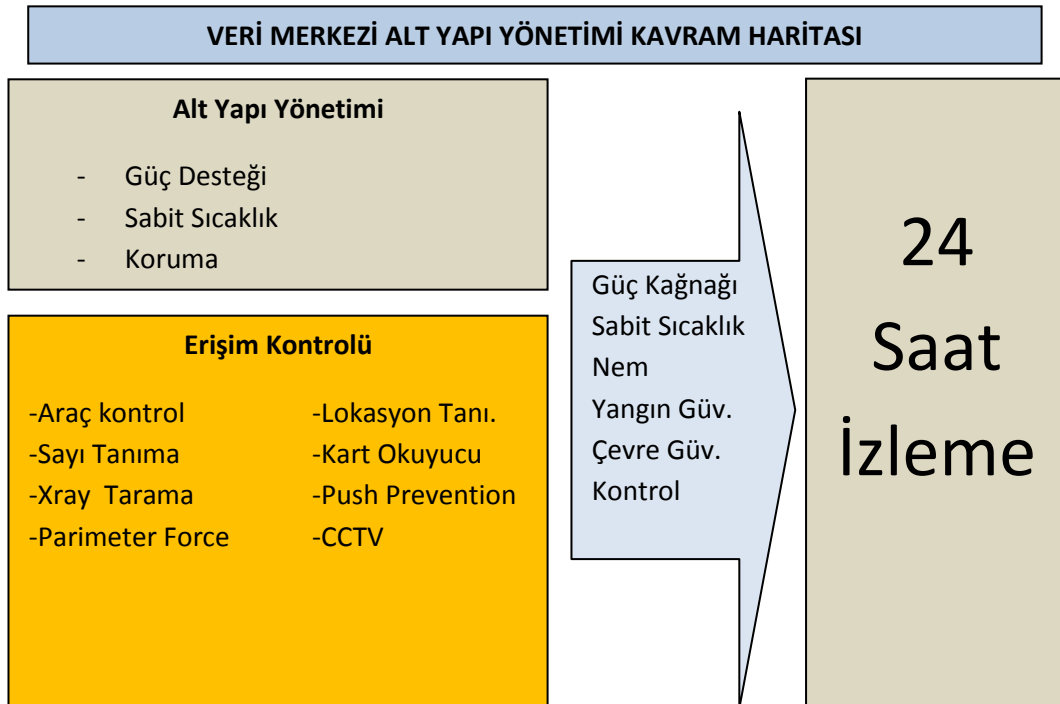 VERİ MERKEZİ ALT YAPI YÖNETİMİ KAVRAM HARİTASI
Alt Yapı Yönetimi
- Güç Desteği
- Sabit Sıcaklık
- Koruma
Erişim Kontrolü
-Araç kontrol -Lokasyon Tanı.
-Sayı Tanıma -Kart Okuyucu
-Xray Tarama -Push Prevention
-Parimeter Force -CCTV
Güç Kağnağı
Sabit Sıcaklık
Nem
Yangın Güv.
Çevre Güv.
Kontrol
24
Saat
İzleme